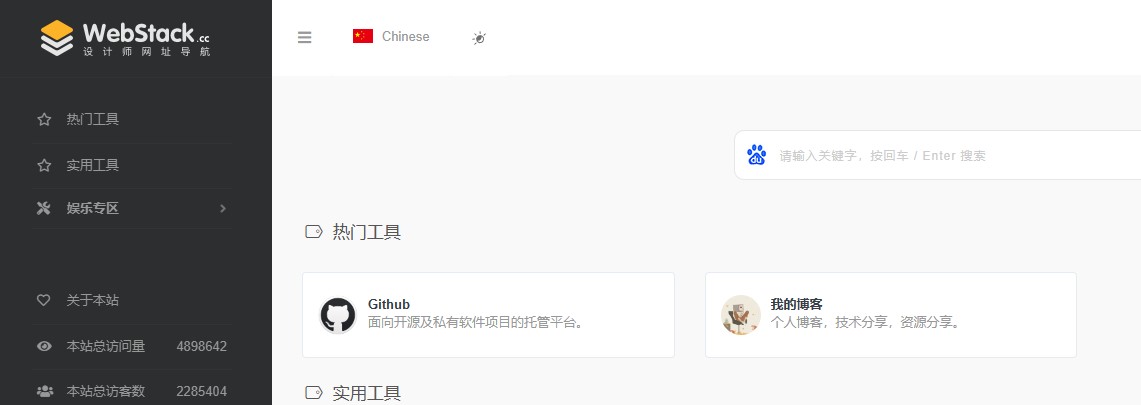 WebStack.cc
设计师网址导航
Chinese
热门工具
实用工具
娱乐专区
关于本站
本站总访问量 4898642
本站总访客数 2285404
请输入关键字，按回车 / Enter 搜索
热门工具
Github
面向开源及私有软件项目的托管平台。
我的博客
个人博客，技术分享，资源分享。
实用工具